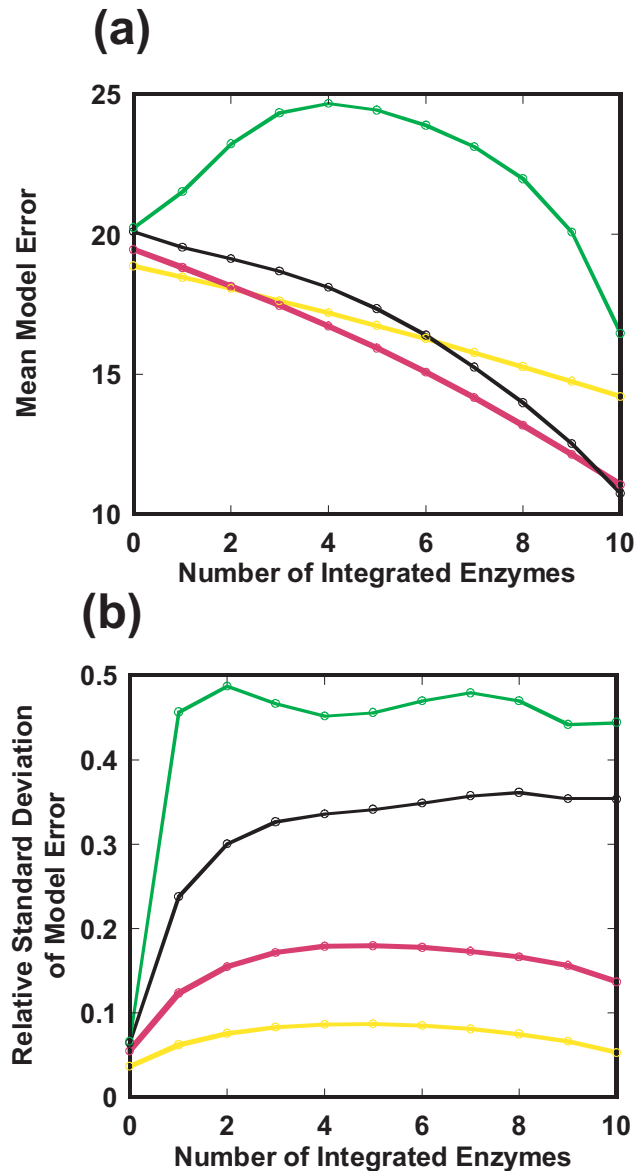 (a)
25
20
15
10
Mean Model Error
0 2 4 6 8 10
Number of Integrated Enzymes
(b)
0.5
0.4
0.3
0.2
0.1
0
Relative Standard Deviation
of Model Error
0 2 4 6 8 10
Number of Integrated Enzymes